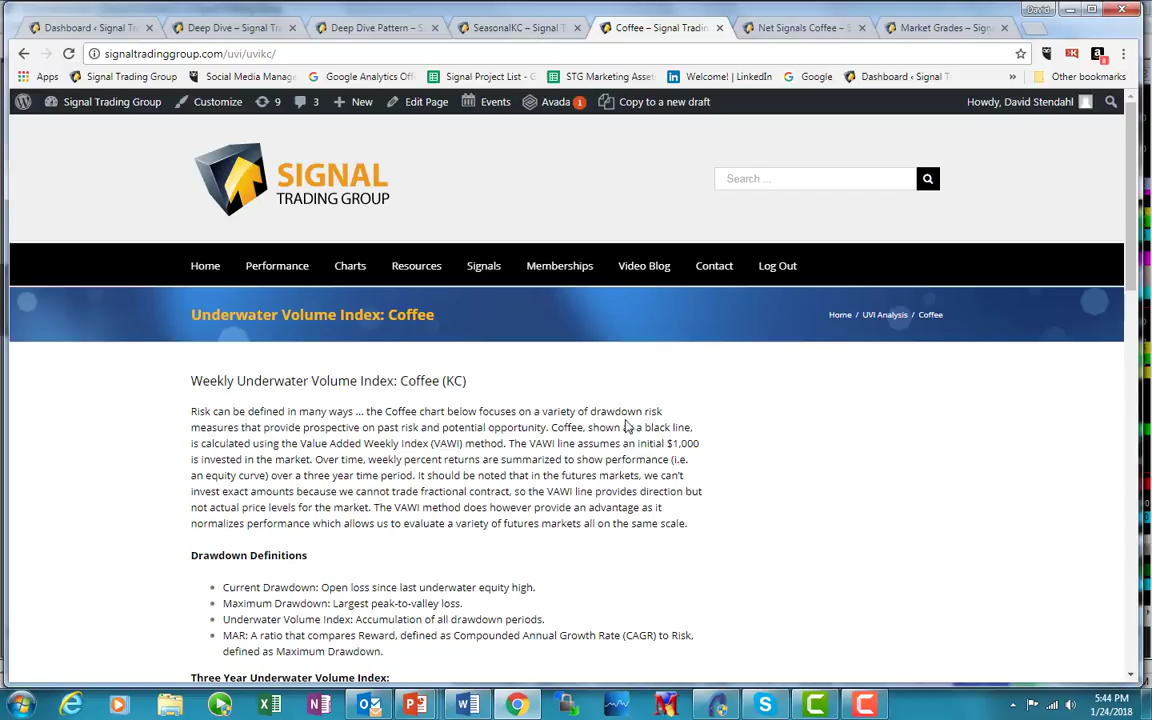 David
Dashboard ‹ Signal Tra
Deep Dive – Signal Tra
Deep Dive Pattern – S
SeasonalKC – Signal T
Coffee – Signal Tradin
Net Signals Coffee – S
Market Grades – Sign
signaltradinggroup.com/uvi/uvikc/
Apps
Signal Trading Group
Social Media Manage
Google Analytics Offi
Signal Project List - G
STG Marketing Asset
Welcome! | LinkedIn
Google
Dashboard ‹ Signal T
»
Other bookmarks
Signal Trading Group
Customize
9
3
New
Edit Page
Events
Avada 1
Copy to a new draft
Howdy, David Stendahl
SIGNAL
TRADING GROUP
Search ...
Home
Performance
Charts
Resources
Signals
Memberships
Video Blog
Contact
Log Out
Underwater Volume Index: Coffee
Home / UVI Analysis / Coffee
Weekly Underwater Volume Index: Coffee (KC)
Risk can be defined in many ways … the Coffee chart below focuses on a variety of drawdown risk
measures that provide prospective on past risk and potential opportunity. Coffee, shown as a black line,
is calculated using the Value Added Weekly Index (VAWI) method. The VAWI line assumes an initial $1,000
is invested in the market. Over time, weekly percent returns are summarized to show performance (i.e.
an equity curve) over a three year time period. It should be noted that in the futures markets, we can't
invest exact amounts because we cannot trade fractional contract, so the VAWI line provides direction but
not actual price levels for the market. The VAWI method does however provide an advantage as it
normalizes performance which allows us to evaluate a variety of futures markets all on the same scale.
Drawdown Definitions
Current Drawdown: Open loss since last underwater equity high.
Maximum Drawdown: Largest peak-to-valley loss.
Underwater Volume Index: Accumulation of all drawdown periods.
MAR: A ratio that compares Reward, defined as Compounded Annual Growth Rate (CAGR) to Risk,
defined as Maximum Drawdown.
Three Year Underwater Volume Index:
5:44 PM
1/24/2018